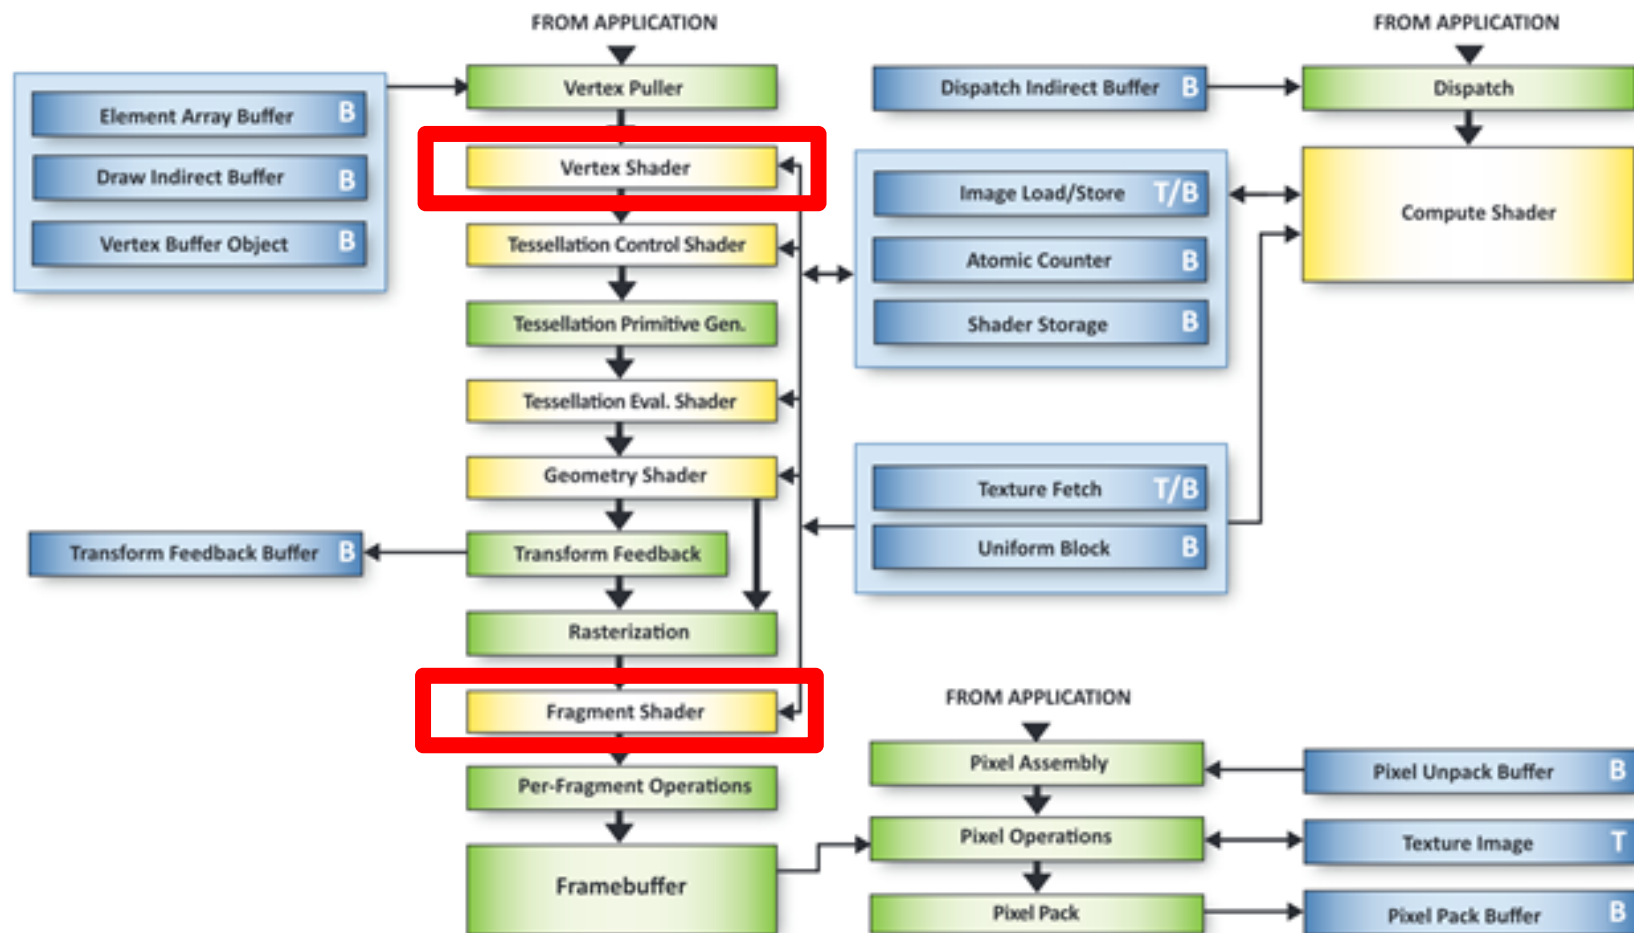 FROM APPLICATION
Vertex Puller
Element Array Buffer B
Draw Indirect Buffer B
Vertex Buffer Object B
Vertex Shader
Tessellation Control Shader
Tessellation Primitive Gen.
Tessellation Eval. Shader
Geometry Shader
Transform Feedback
Transform Feedback Buffer B
Rasterization
Fragment Shader
Per-Fragment Operations
Framebuffer
FROM APPLICATION
Dispatch Indirect Buffer B
Dispatch
Image Load/Store T/B
Atomic Counter B
Shader Storage B
Compute Shader
Texture Fetch T/B
Uniform Block B
FROM APPLICATION
Pixel Assembly
Pixel Unpack Buffer B
Pixel Operations
Texture Image T
Pixel Pack
Pixel Pack Buffer B